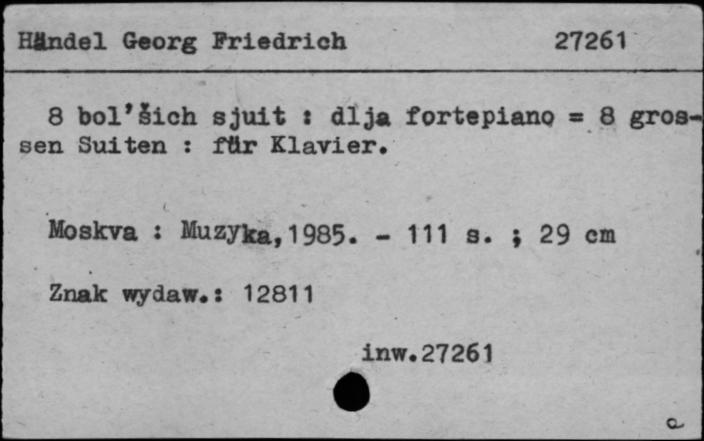 Händel Georg Friedrich 27261
8 bol'šich sjuit : dlja fortepiano = 8 gros-
sen Suiten : für Klavier.
Moskva : Muzyka, 1985. - 111 s. ; 29 cm
Znak wydaw.: 12811
inw.27261